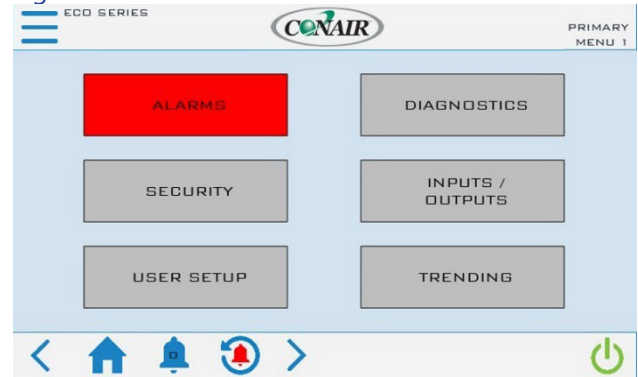 ECO SERIES
CONAIR
PRIMARY
MENU 1
ALARMS
DIAGNOSTICS
SECURITY
INPUTS /
OUTPUTS
USER SETUP
TRENDING